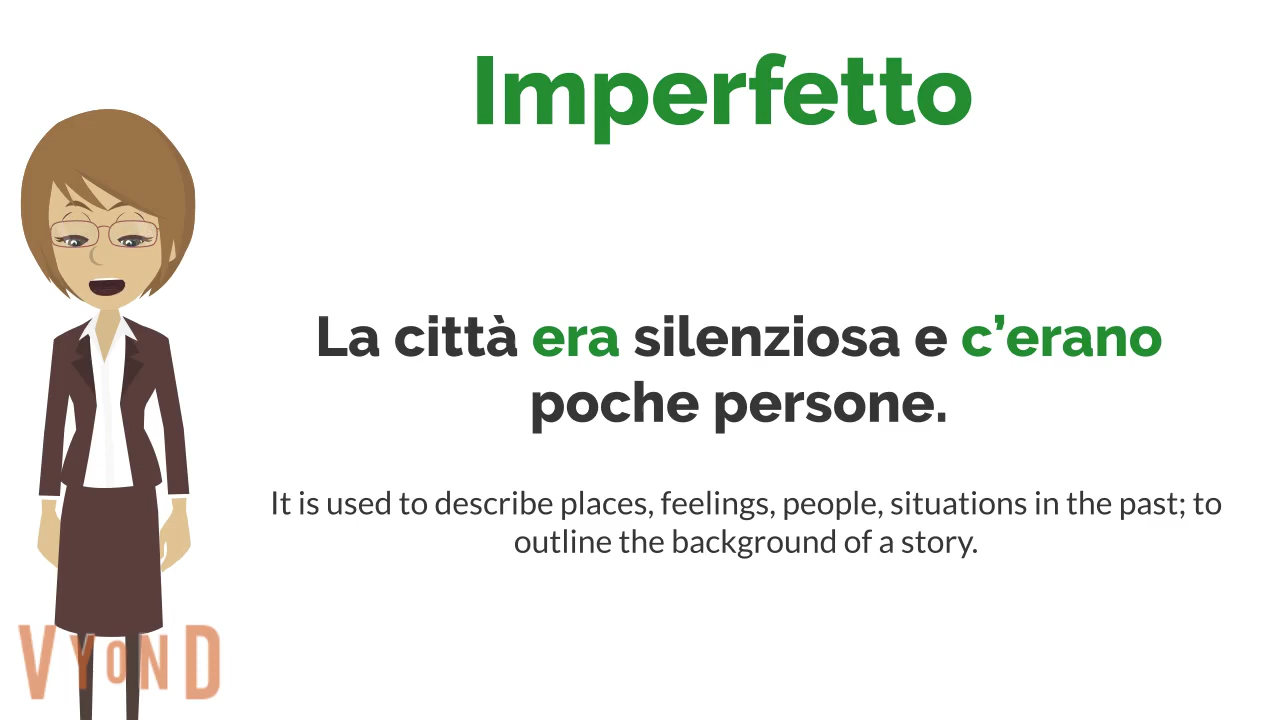 Imperfetto
La città era silenziosa e c’erano
poche persone.
It is used to describe places, feelings, people, situations in the past; to
outline the background of a story.
VYOND